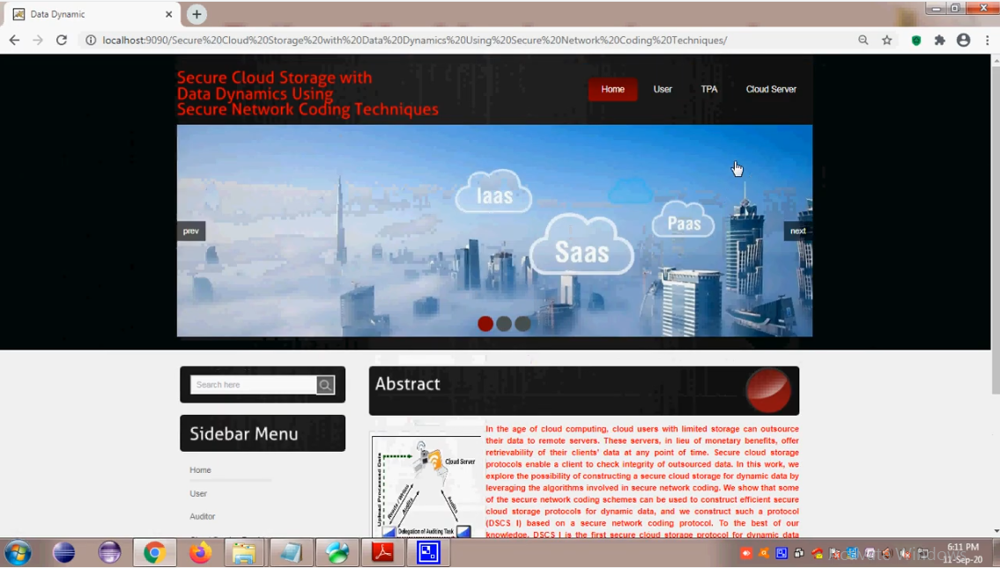 Data Dynamic
localhost:9090/Secure%20Cloud%20Storage%20with%20Data%20Dynamics%20Using%20Secure%20Network%20Coding%20Techniques/
Secure Cloud Storage with
Data Dynamics Using
Secure Network Coding Techniques
Home User TPA Cloud Server
Iaas
Paas
Saas
prev
next
Search here
Abstract
Sidebar Menu
Home
User
Auditor
Upload Processed Data
Cloud Server
Reads/Writes
Audits
Audits
Delegation of Auditing Task
In the age of cloud computing, cloud users with limited storage can outsource
their data to remote servers. These servers, in lieu of monetary benefits, offer
retrievability of their clients' data at any point of time. Secure cloud storage
protocols enable a client to check integrity of outsourced data. In this work, we
explore the possibility of constructing a secure cloud storage for dynamic data by
leveraging the algorithms involved in secure network coding. We show that some
of the secure network coding schemes can be used to construct efficient secure
cloud storage protocols for dynamic data, and we construct such a protocol
(DSCS I) based on a secure network coding protocol. To the best of our
knowledge, DSCS I is the first secure cloud storage protocol for dynamic data
Activate Windows
6:11 PM
11-Sep-20